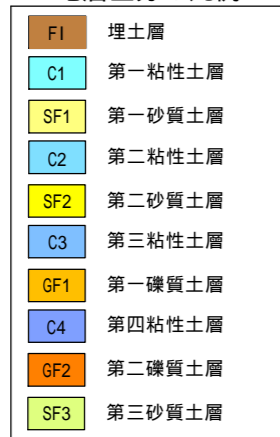 FI 埋土層
C1 第一粘性土層
SF1 第一砂質土層
C2 第二粘性土層
SF2 第二砂質土層
C3 第三粘性土層
GF1 第一礫質土層
C4 第四粘性土層
GF2 第二礫質土層
SF3 第三砂質土層